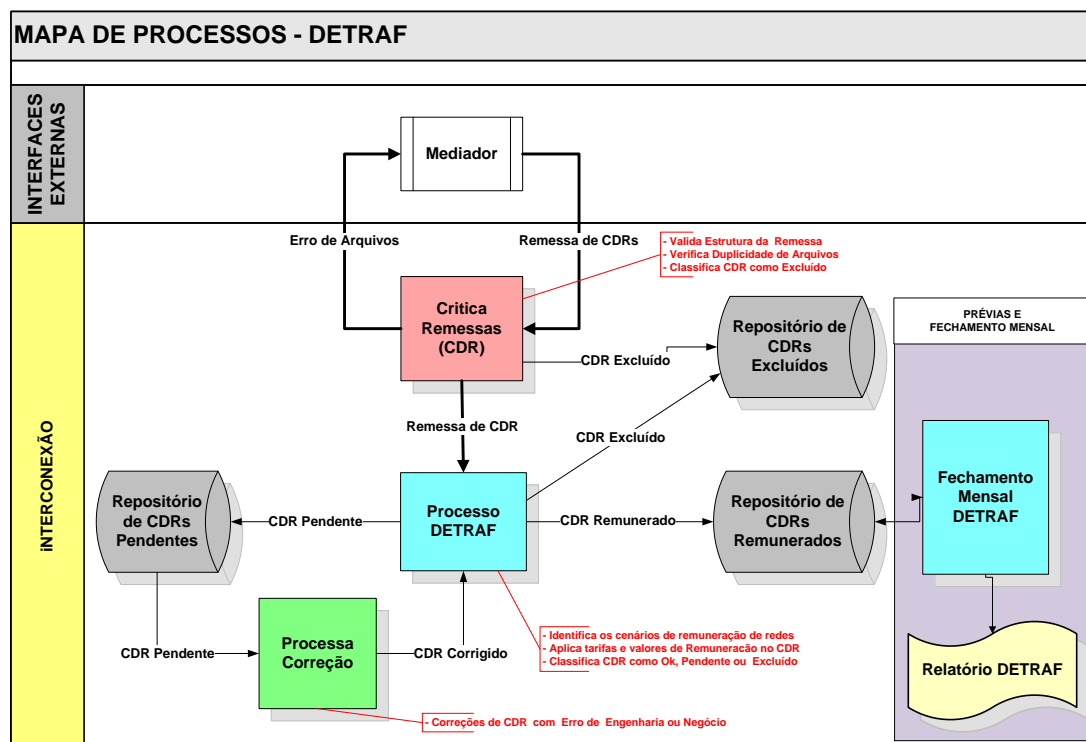 MAPA DE PROCESSOS - DETRAF
INTERFACES
EXTERNAS
Mediador
Erro de Arquivos
Remessa de CDRs
- Valida Estrutura da Remessa
- Verifica Duplicidade de Arquivos
- Classifica CDR como Excluído
iNTERCONEXÃO
Critica
Remessas
(CDR)
CDR Excluído
Repositório de
CDRs
Excluídos
PRÉVIAS E
FECHAMENTO MENSAL
Remessa de CDR
CDR Excluído
Repositório
de CDRs
Pendentes
CDR Pendente
Processo
DETRAF
CDR Remunerado
Repositório de
CDRs
Remunerados
Fechamento
Mensal
DETRAF
CDR Pendente
Processa
Correção
CDR Corrigido
- Identifica os cenários de remuneração de redes
- Aplica tarifas e valores de Remuneração no CDR
- Classifica CDR como Ok, Pendente ou Excluído
Relatório DETRAF
- Correções de CDR com Erro de Engenharia ou Negócio